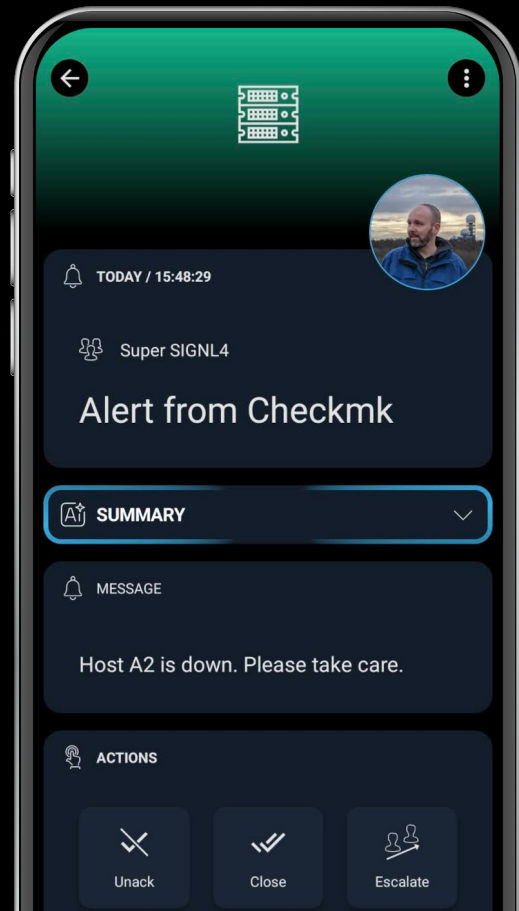 TODAY / 15:48:29
Super SIGNL4
Alert from Checkmk
Ai SUMMARY
MESSAGE
Host A2 is down. Please take care.
ACTIONS
Unack Close Escalate